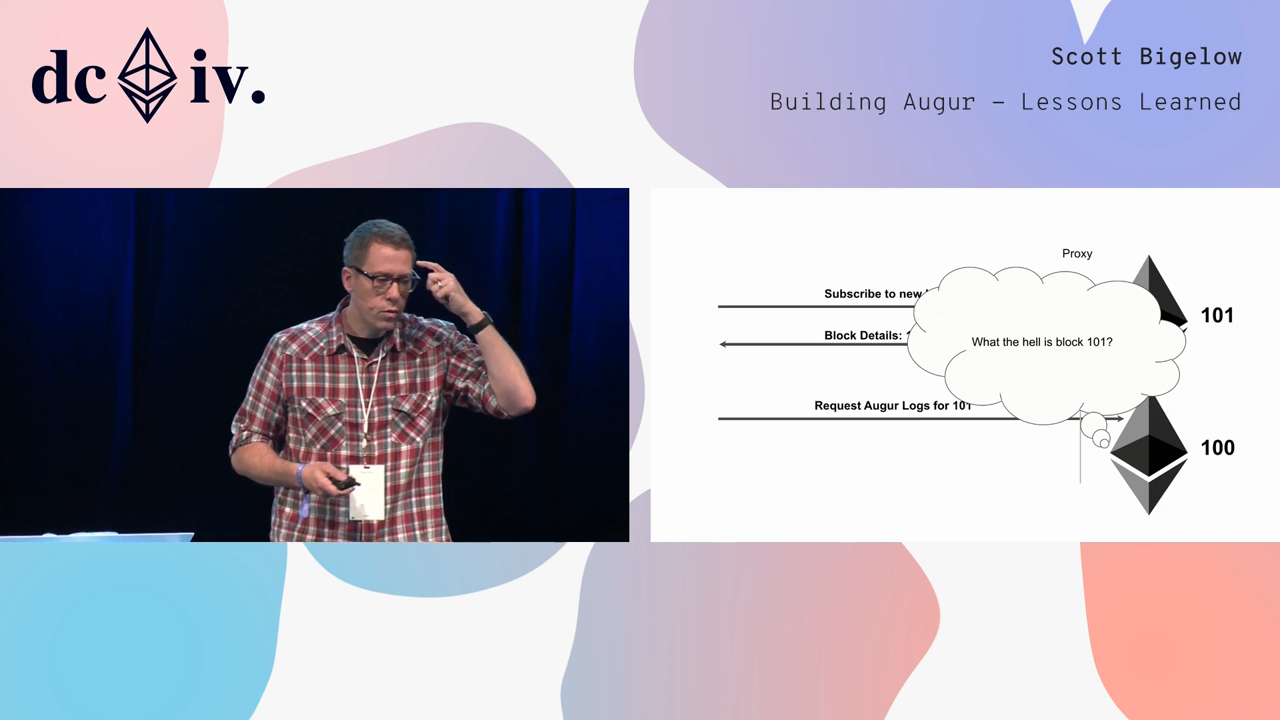 dc iv.
Scott Bigelow
Building Augur – Lessons Learned
Proxy
Subscribe to new
101
Block Details:
What the hell is block 101?
Request Augur Logs for 101
100